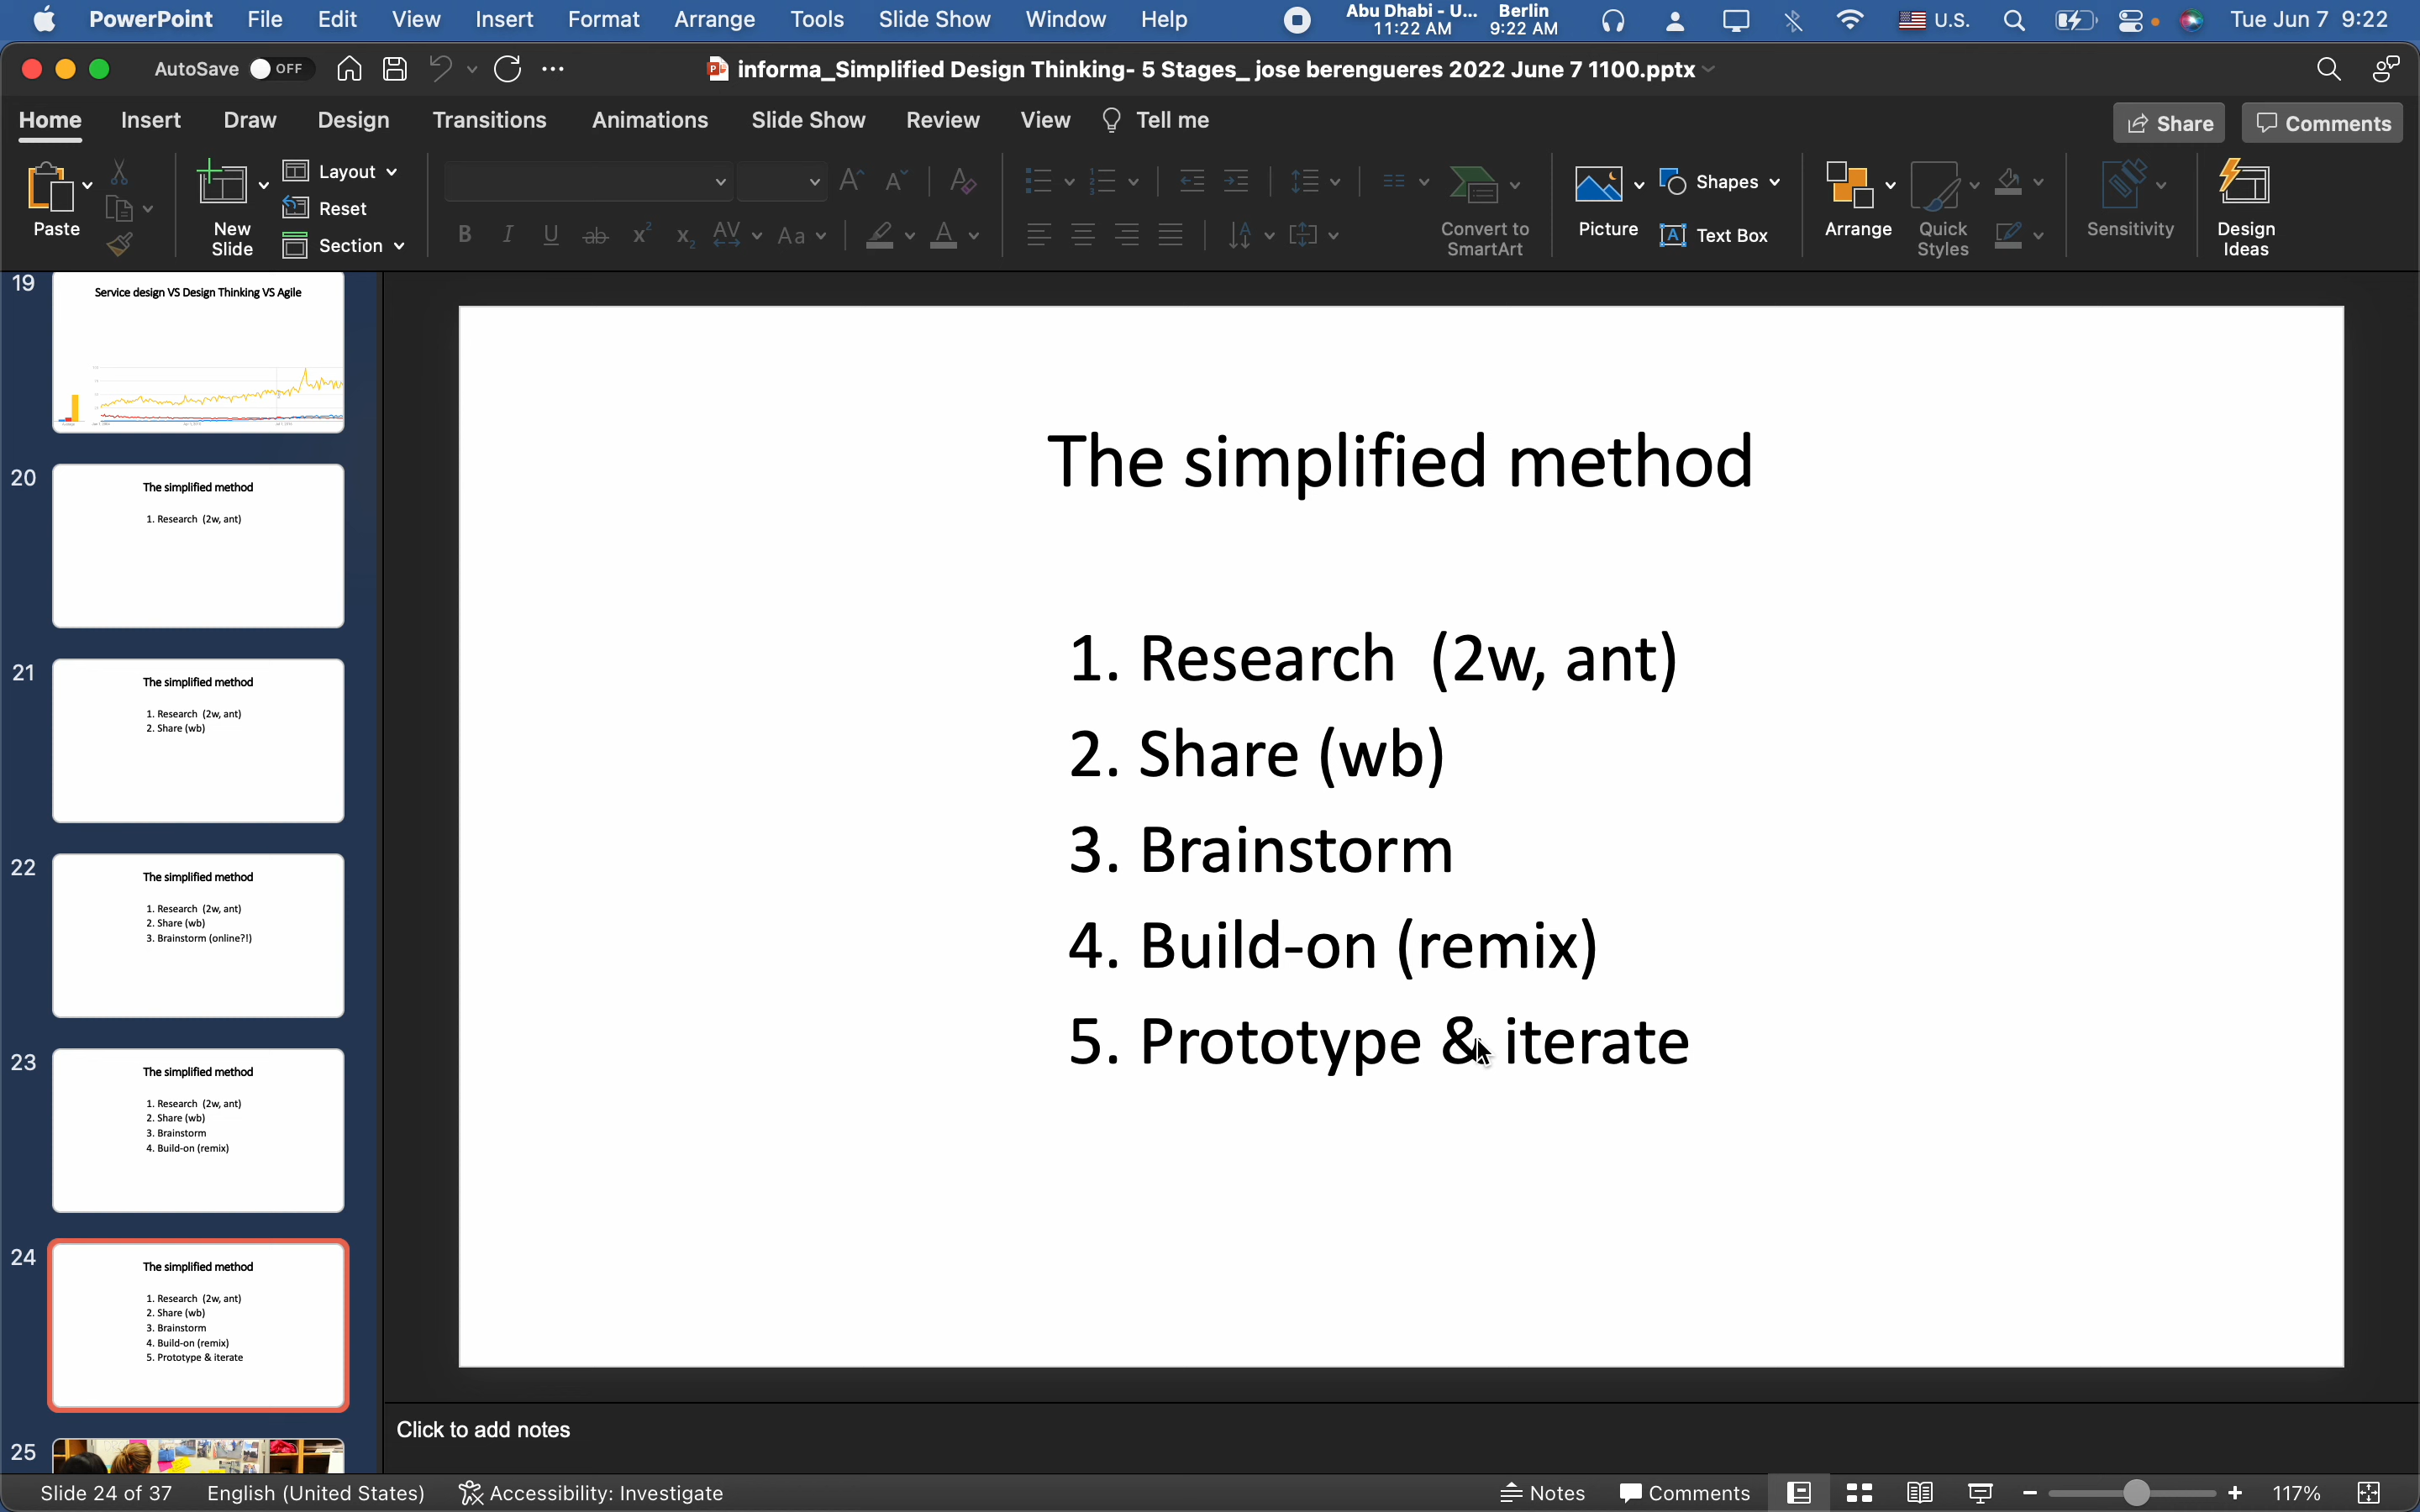 PowerPoint File Edit View Insert Format Arrange Tools Slide Show Window Help
Abu Dhabi - U... Berlin
11:22 AM 9:22 AM
U.S.
Tue Jun 7 9:22
AutoSave OFF
informa_Simplified Design Thinking- 5 Stages_ jose berengueres 2022 June 7 1100.pptx
Home Insert Draw Design Transitions Animations Slide Show Review View Tell me
Share Comments
Paste
New
Slide
Layout
Reset
Section
Convert to
SmartArt
Picture
Shapes
Text Box
Arrange
Quick
Styles
Sensitivity
Design
Ideas
19
Service design VS Design Thinking VS Agile
20
The simplified method
1. Research (2w, ant)
21
The simplified method
1. Research (2w, ant)
2. Share (wb)
22
The simplified method
1. Research (2w, ant)
2. Share (wb)
3. Brainstorm (online?!)
23
The simplified method
1. Research (2w, ant)
2. Share (wb)
3. Brainstorm
4. Build-on (remix)
24
The simplified method
1. Research (2w, ant)
2. Share (wb)
3. Brainstorm
4. Build-on (remix)
5. Prototype & iterate
25
The simplified method
1. Research (2w, ant)
2. Share (wb)
3. Brainstorm
4. Build-on (remix)
5. Prototype & iterate
Click to add notes
Slide 24 of 37 English (United States) Accessibility: Investigate
Notes Comments 117%